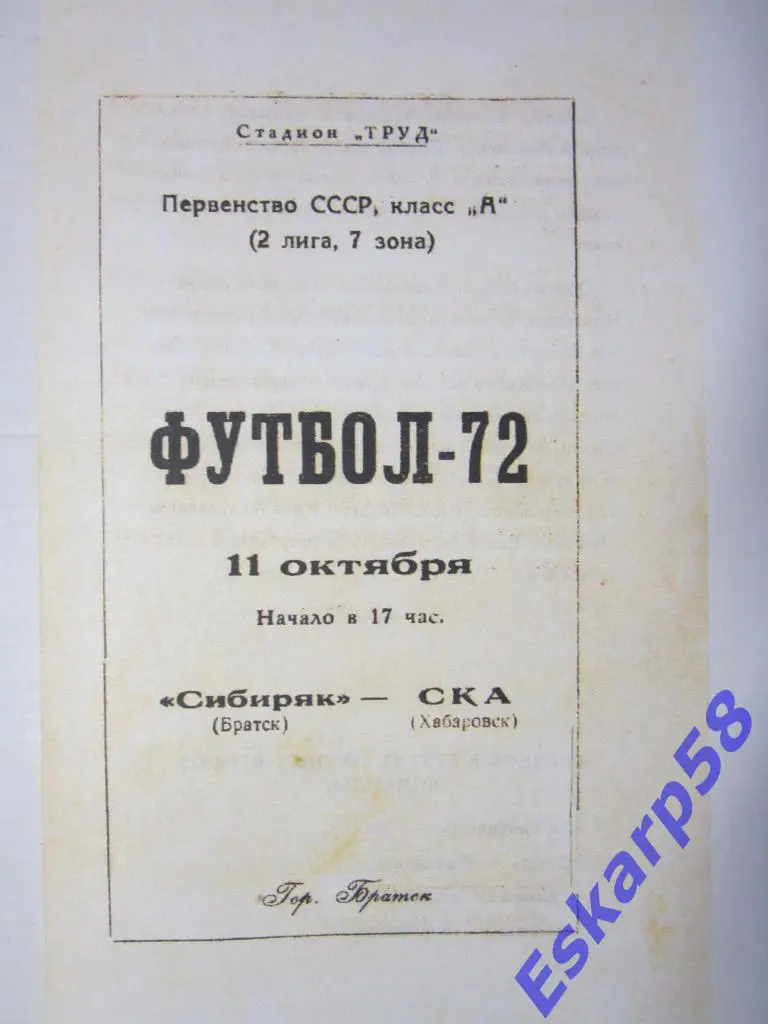 Стадион „ТРУД“
Первенство СССР, класс „А“
(2 лига, 7 зона)
ФУТБОЛ-72
11 октября
Начало в 17 час.
«Сибиряк» — СКА
(Братск) (Хабаровск)
Гор. Братск
Eskarp58